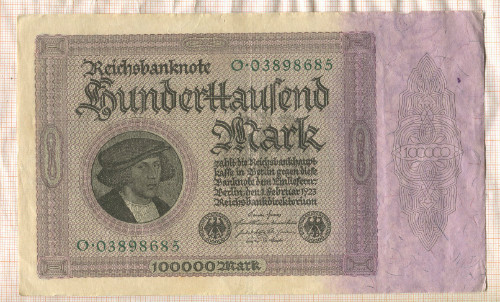 Reichsbanknote O·03898685
Hunderttausend
Mark
zahlt die Reichsbankhaupt-
kasse in Berlin gegen diese
Banknote dem Einlieferer.
Berlin, den 1. Februar 1923
Reichsbankdirektorium
O·03898685
100000 Mark
100000